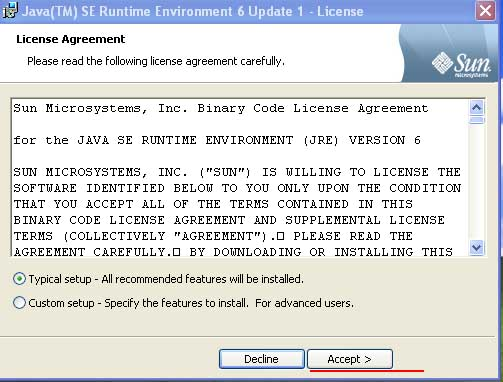 Java(TM) SE Runtime Environment 6 Update 1 - License
License Agreement
Please read the following license agreement carefully.
Sun
microsystems
Sun Microsystems, Inc. Binary Code License Agreement
for the JAVA SE RUNTIME ENVIRONMENT (JRE) VERSION 6
SUN MICROSYSTEMS, INC. ("SUN") IS WILLING TO LICENSE THE
SOFTWARE IDENTIFIED BELOW TO YOU ONLY UPON THE CONDITION
THAT YOU ACCEPT ALL OF THE TERMS CONTAINED IN THIS
BINARY CODE LICENSE AGREEMENT AND SUPPLEMENTAL LICENSE
TERMS (COLLECTIVELY "AGREEMENT").□ PLEASE READ THE
AGREEMENT CAREFULLY.□ BY DOWNLOADING OR INSTALLING THIS
Typical setup - All recommended features will be installed.
Custom setup - Specify the features to install. For advanced users.
Decline
Accept >